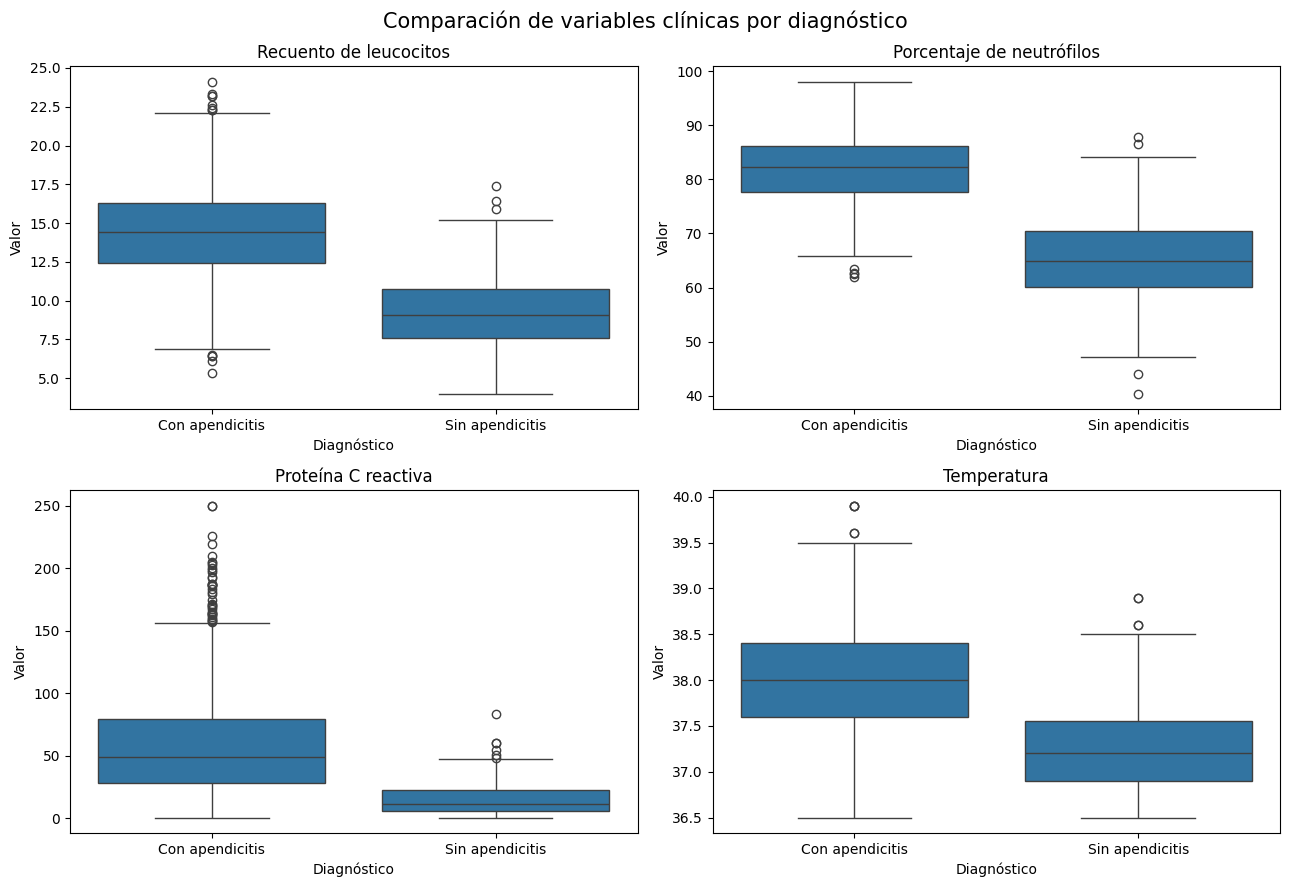 Comparación de variables clínicas por diagnóstico
Recuento de leucocitos
Valor
25.0
22.5
20.0
17.5
15.0
12.5
10.0
7.5
5.0
Con apendicitis
Sin apendicitis
Diagnóstico
Porcentaje de neutrófilos
Valor
100
90
80
70
60
50
40
Con apendicitis
Sin apendicitis
Diagnóstico
Proteína C reactiva
Valor
250
200
150
100
50
0
Con apendicitis
Sin apendicitis
Diagnóstico
Temperatura
Valor
40.0
39.5
39.0
38.5
38.0
37.5
37.0
36.5
Con apendicitis
Sin apendicitis
Diagnóstico